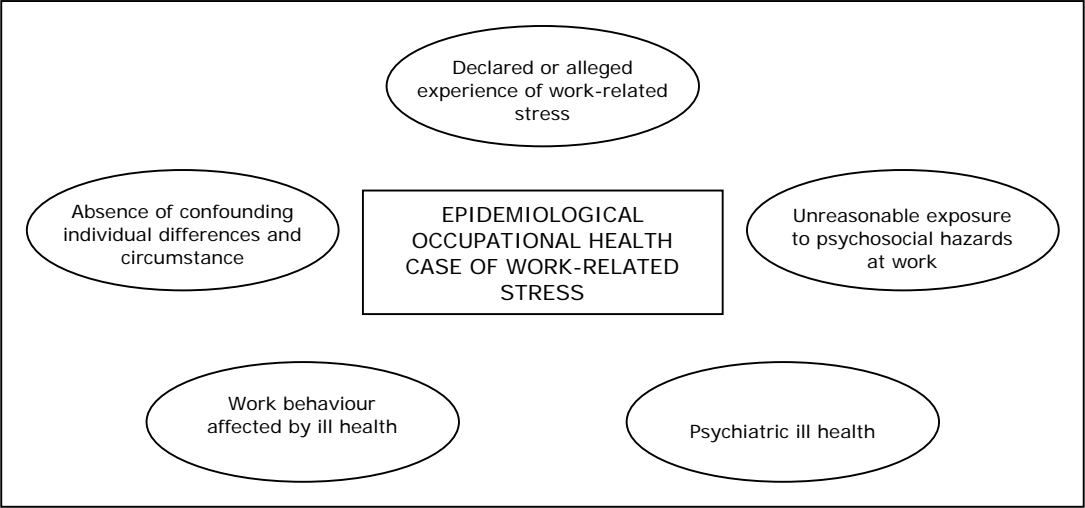 Declared or alleged
experience of work-related
stress
Absence of confounding
individual differences and
circumstance
EPIDEMIOLOGICAL
OCCUPATIONAL HEALTH
CASE OF WORK-RELATED
STRESS
Unreasonable exposure
to psychosocial hazards
at work
Work behaviour
affected by ill health
Psychiatric ill health